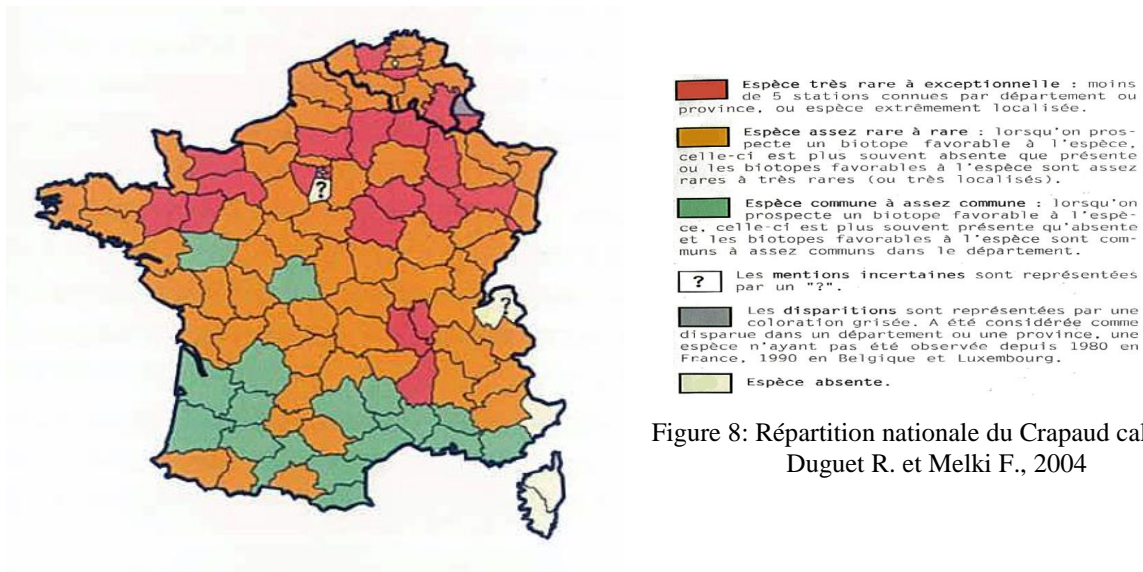 ?
?
Espèce très rare à exceptionnelle : moins
de 5 stations connues par département ou
province, ou espèce extrêmement localisée.
Espèce assez rare à rare : lorsqu'on pros-
pecte un biotope favorable à l'espèce,
celle-ci est plus souvent absente que présente
ou les biotopes favorables à l'espèce sont assez
rares à très rares (ou très localisés).
Espèce commune à assez commune : lorsqu'on
prospecte un biotope favorable à l'espè-
ce, celle-ci est plus souvent présente qu'absente
et les biotopes favorables à l'espèce sont com-
muns à assez communs dans le département.
? Les mentions incertaines sont représentées
par un "?".
Les disparitions sont représentées par une
coloration grisée. A été considérée comme
disparue dans un département ou une province, une
espèce n'ayant pas été observée depuis 1980 en
France, 1990 en Belgique et Luxembourg.
Espèce absente.
Figure 8: Répartition nationale du Crapaud
Duguet R. et Melki F., 2004